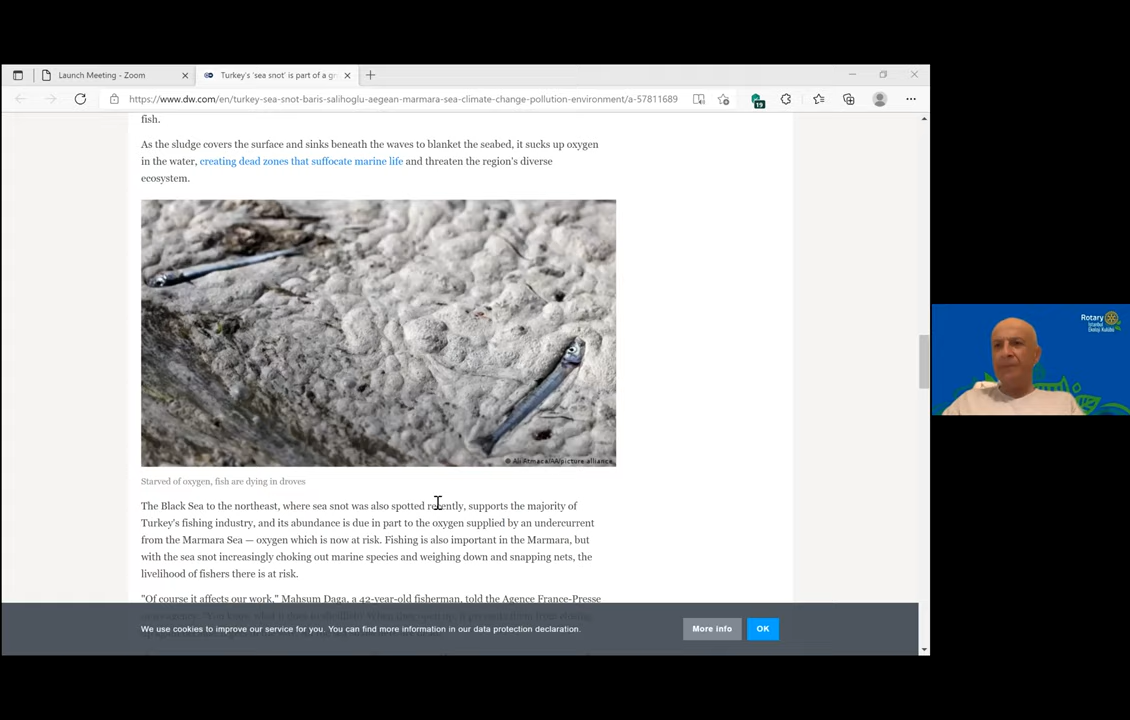 Launch Meeting - Zoom
Turkey's 'sea snot' is part of a gr
https://www.dw.com/en/turkey-sea-snot-baris-salihoglu-aegean-marmara-sea-climate-change-pollution-environment/a-57811689
19
fish.
As the sludge covers the surface and sinks beneath the waves to blanket the seabed, it sucks up oxygen
in the water, creating dead zones that suffocate marine life and threaten the region's diverse
ecosystem.
© Ali Atmaca/AA/picture alliance
Starved of oxygen, fish are dying in droves
The Black Sea to the northeast, where sea snot was also spotted recently, supports the majority of
Turkey's fishing industry, and its abundance is due in part to the oxygen supplied by an undercurrent
from the Marmara Sea — oxygen which is now at risk. Fishing is also important in the Marmara, but
with the sea snot increasingly choking out marine species and weighing down and snapping nets, the
livelihood of fishers there is at risk.
"Of course it affects our work," Mahsum Daga, a 42-year-old fisherman, told the Agence France-Presse
We use cookies to improve our service for you. You can find more information in our data protection declaration.
More info
OK
Rotary
İstanbul
Ekoloji Kulübü